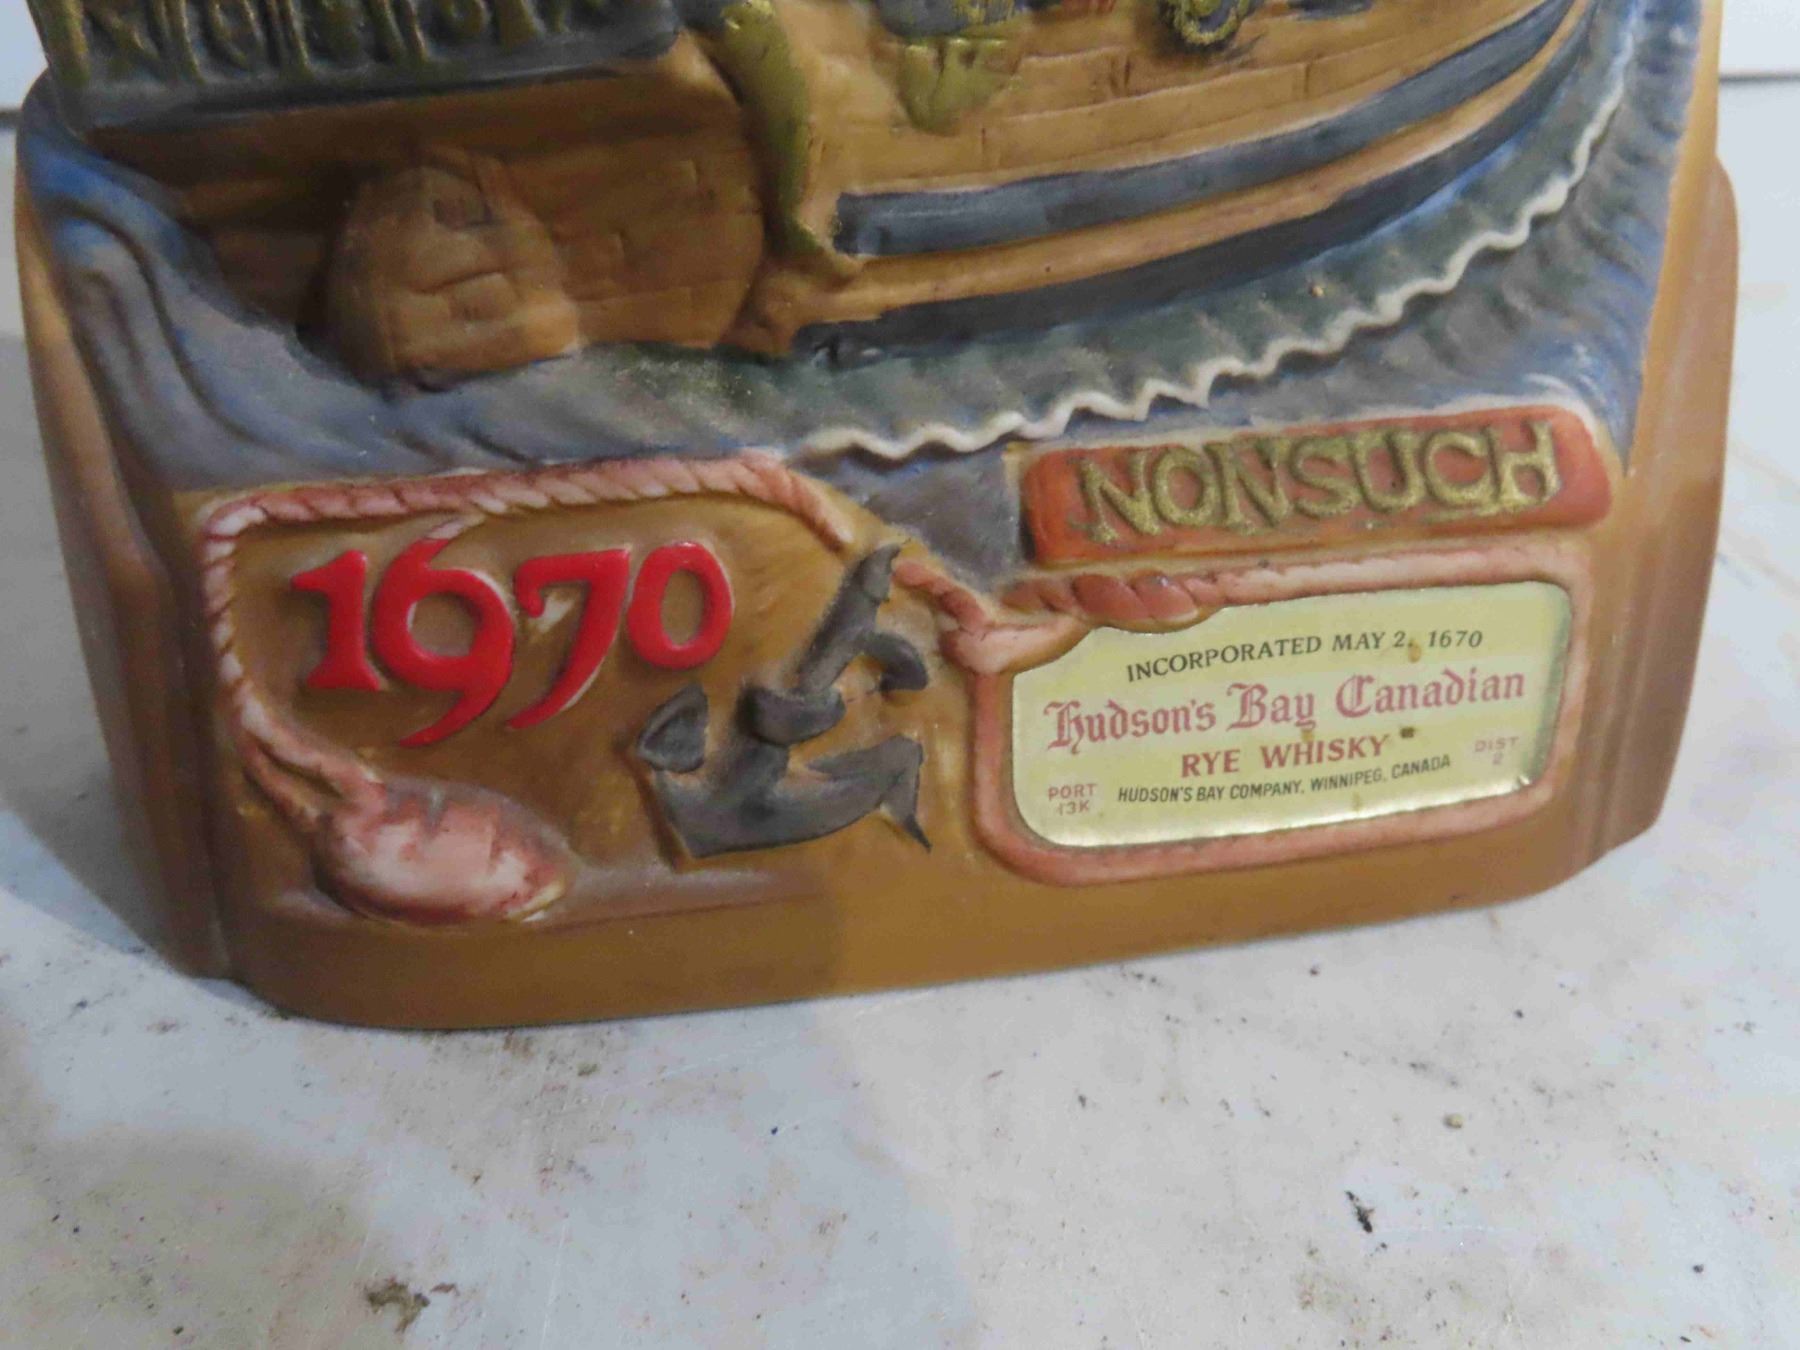 NONSUCH
1670
INCORPORATED MAY 2, 1670
Hudson's Bay Canadian
RYE WHISKY
PORT
13K
HUDSON'S BAY COMPANY, WINNIPEG, CANADA
DIST
2